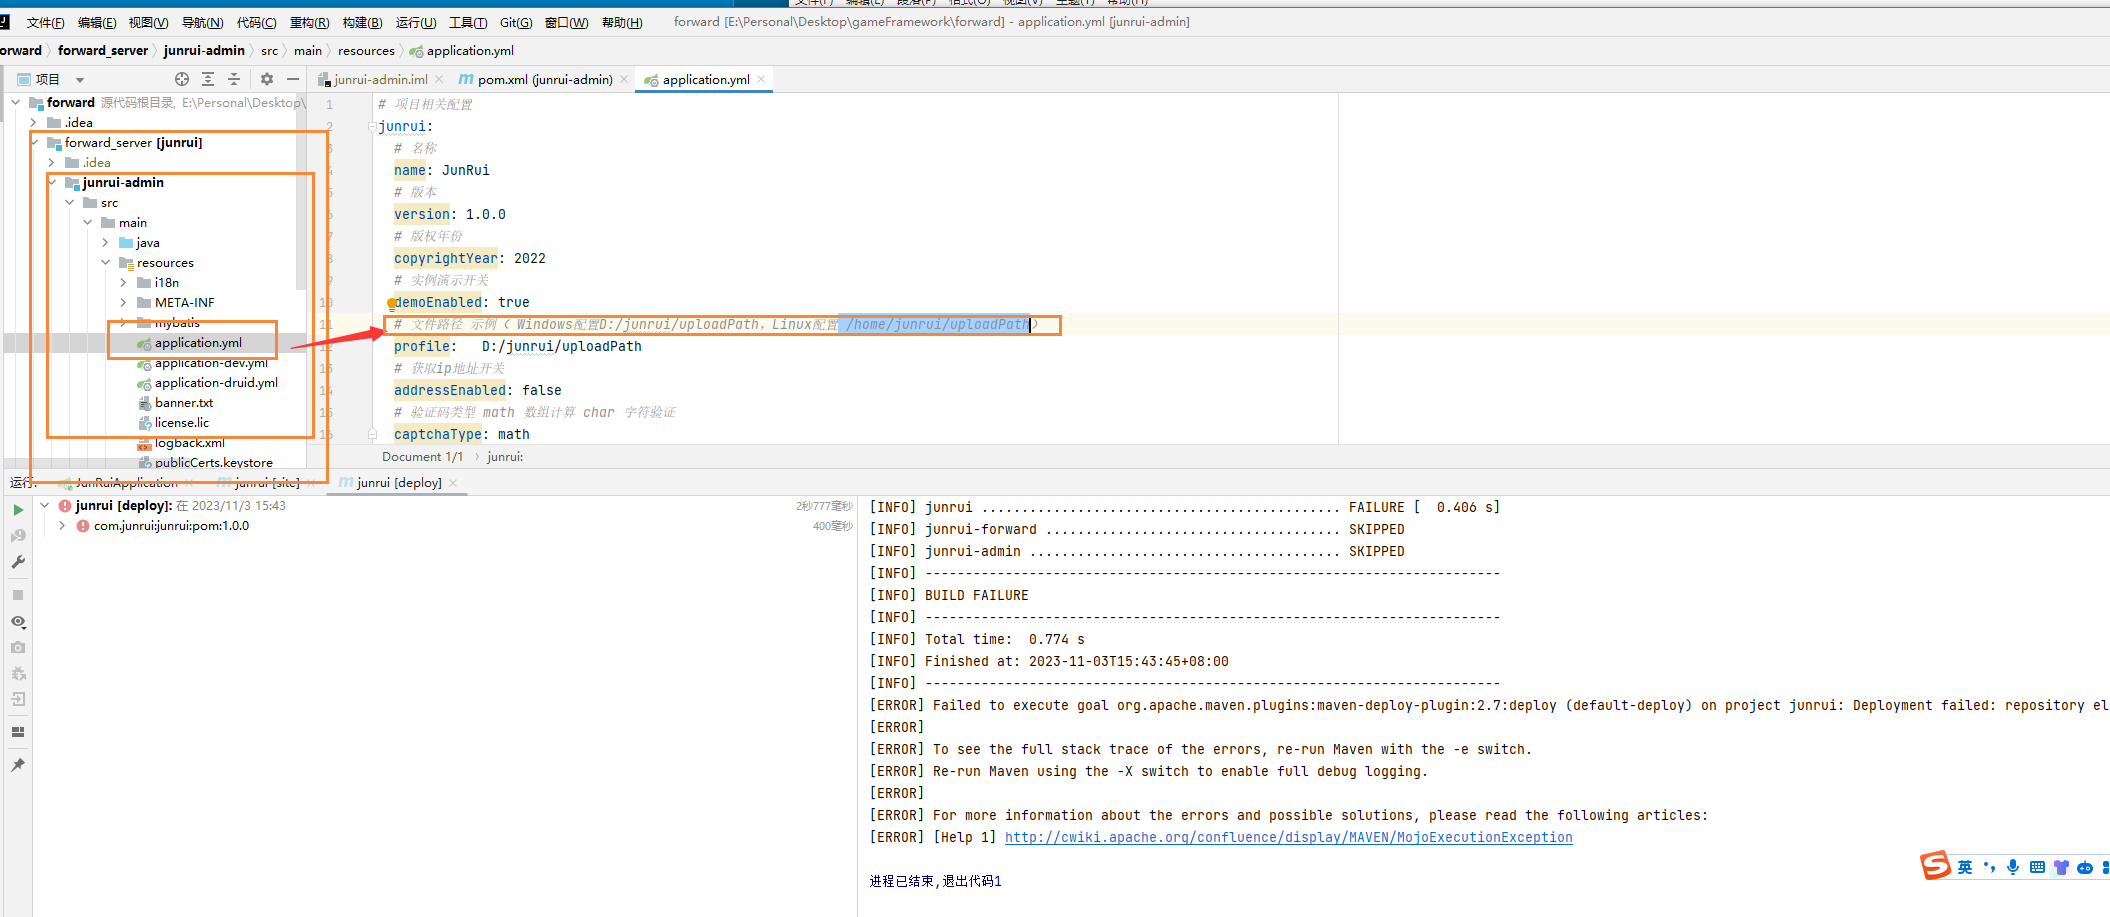 文件(F) 编辑(E) 视图(V) 导航(N) 代码(C) 重构(R) 构建(B) 运行(U) 工具(T) Git(G) 窗口(W) 帮助(H) forward [E:\Personal\Desktop\gameFramework\forward] - application.yml [junrui-admin]
orward forward_server junrui-admin src main resources application.yml
项目
junrui-admin.iml
pom.xml (junrui-admin)
application.yml
forward 源代码根目录, E:\Personal\Desktop\
.idea
forward_server [junrui]
.idea
junrui-admin
src
main
java
resources
i18n
META-INF
mybatis
application.yml
application-dev.yml
application-druid.yml
banner.txt
license.lic
logback.xml
publicCerts.keystore
1 # 项目相关配置
2 junrui:
# 名称
name: JunRui
# 版本
version: 1.0.0
# 版权年份
copyrightYear: 2022
# 实例演示开关
10 demoEnabled: true
11 # 文件路径 示例（ Windows配置D:/junrui/uploadPath，Linux配置 /home/junrui/uploadPath）
12 profile:   D:/junrui/uploadPath
13 # 获取ip地址开关
14 addressEnabled: false
15 # 验证码类型 math 数组计算 char 字符验证
16 captchaType: math
Document 1/1 junrui:
运行: JunRuiApplication junrui [site] junrui [deploy]
junrui [deploy]: 在 2023/11/3 15:43 2秒777毫秒
com.junrui:junrui:pom:1.0.0 400毫秒
[INFO] junrui ............................................. FAILURE [  0.406 s]
[INFO] junrui-forward ..................................... SKIPPED
[INFO] junrui-admin ....................................... SKIPPED
[INFO] ------------------------------------------------------------------------
[INFO] BUILD FAILURE
[INFO] ------------------------------------------------------------------------
[INFO] Total time:  0.774 s
[INFO] Finished at: 2023-11-03T15:43:45+08:00
[INFO] ------------------------------------------------------------------------
[ERROR] Failed to execute goal org.apache.maven.plugins:maven-deploy-plugin:2.7:deploy (default-deploy) on project junrui: Deployment failed: repository el
[ERROR]
[ERROR] To see the full stack trace of the errors, re-run Maven with the -e switch.
[ERROR] Re-run Maven using the -X switch to enable full debug logging.
[ERROR]
[ERROR] For more information about the errors and possible solutions, please read the following articles:
[ERROR] [Help 1] http://cwiki.apache.org/confluence/display/MAVEN/MojoExecutionException
进程已结束,退出代码1
英